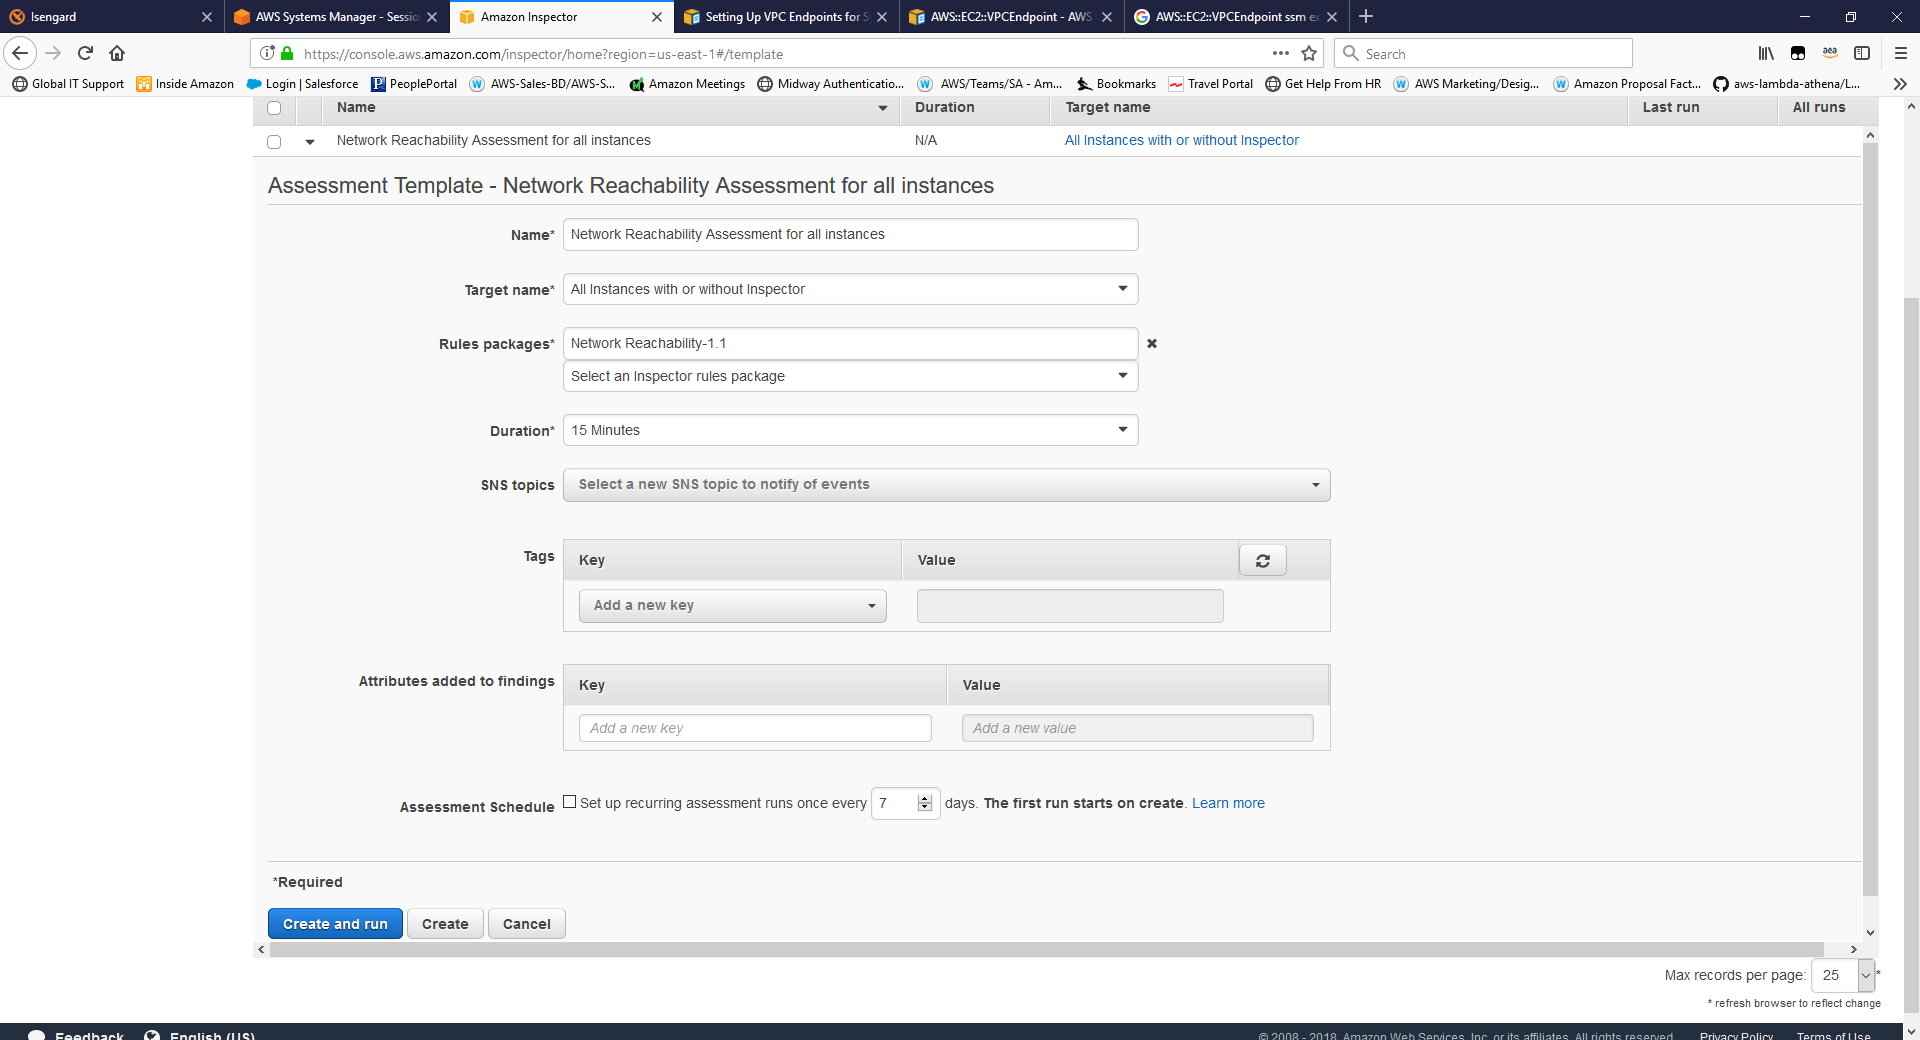 Isengard
AWS Systems Manager - Sessio
Amazon Inspector
Setting Up VPC Endpoints for S
AWS::EC2::VPCEndpoint - AWS
AWS::EC2::VPCEndpoint ssm ex
https://console.aws.amazon.com/inspector/home?region=us-east-1#/template
Search
aea
Global IT Support
Inside Amazon
Login | Salesforce
PeoplePortal
AWS-Sales-BD/AWS-S...
Amazon Meetings
Midway Authenticatio...
AWS/Teams/SA - Am...
Bookmarks
Travel Portal
Get Help From HR
AWS Marketing/Desig...
Amazon Proposal Fact...
aws-lambda-athena/L...
Name Duration Target name Last run All runs
Network Reachability Assessment for all instances N/A All Instances with or without Inspector
Assessment Template - Network Reachability Assessment for all instances
Name* Network Reachability Assessment for all instances
Target name* All Instances with or without Inspector
Rules packages* Network Reachability-1.1
Select an Inspector rules package
Duration* 15 Minutes
SNS topics Select a new SNS topic to notify of events
Tags Key Value
Add a new key
Attributes added to findings Key Value
Add a new key Add a new value
Assessment Schedule Set up recurring assessment runs once every 7 days. The first run starts on create. Learn more
*Required
Create and run Create Cancel
Max records per page: 25 *
* refresh browser to reflect change
Feedback English (US) © 2008 - 2018, Amazon Web Services, Inc. or its affiliates. All rights reserved. Privacy Policy Terms of Use